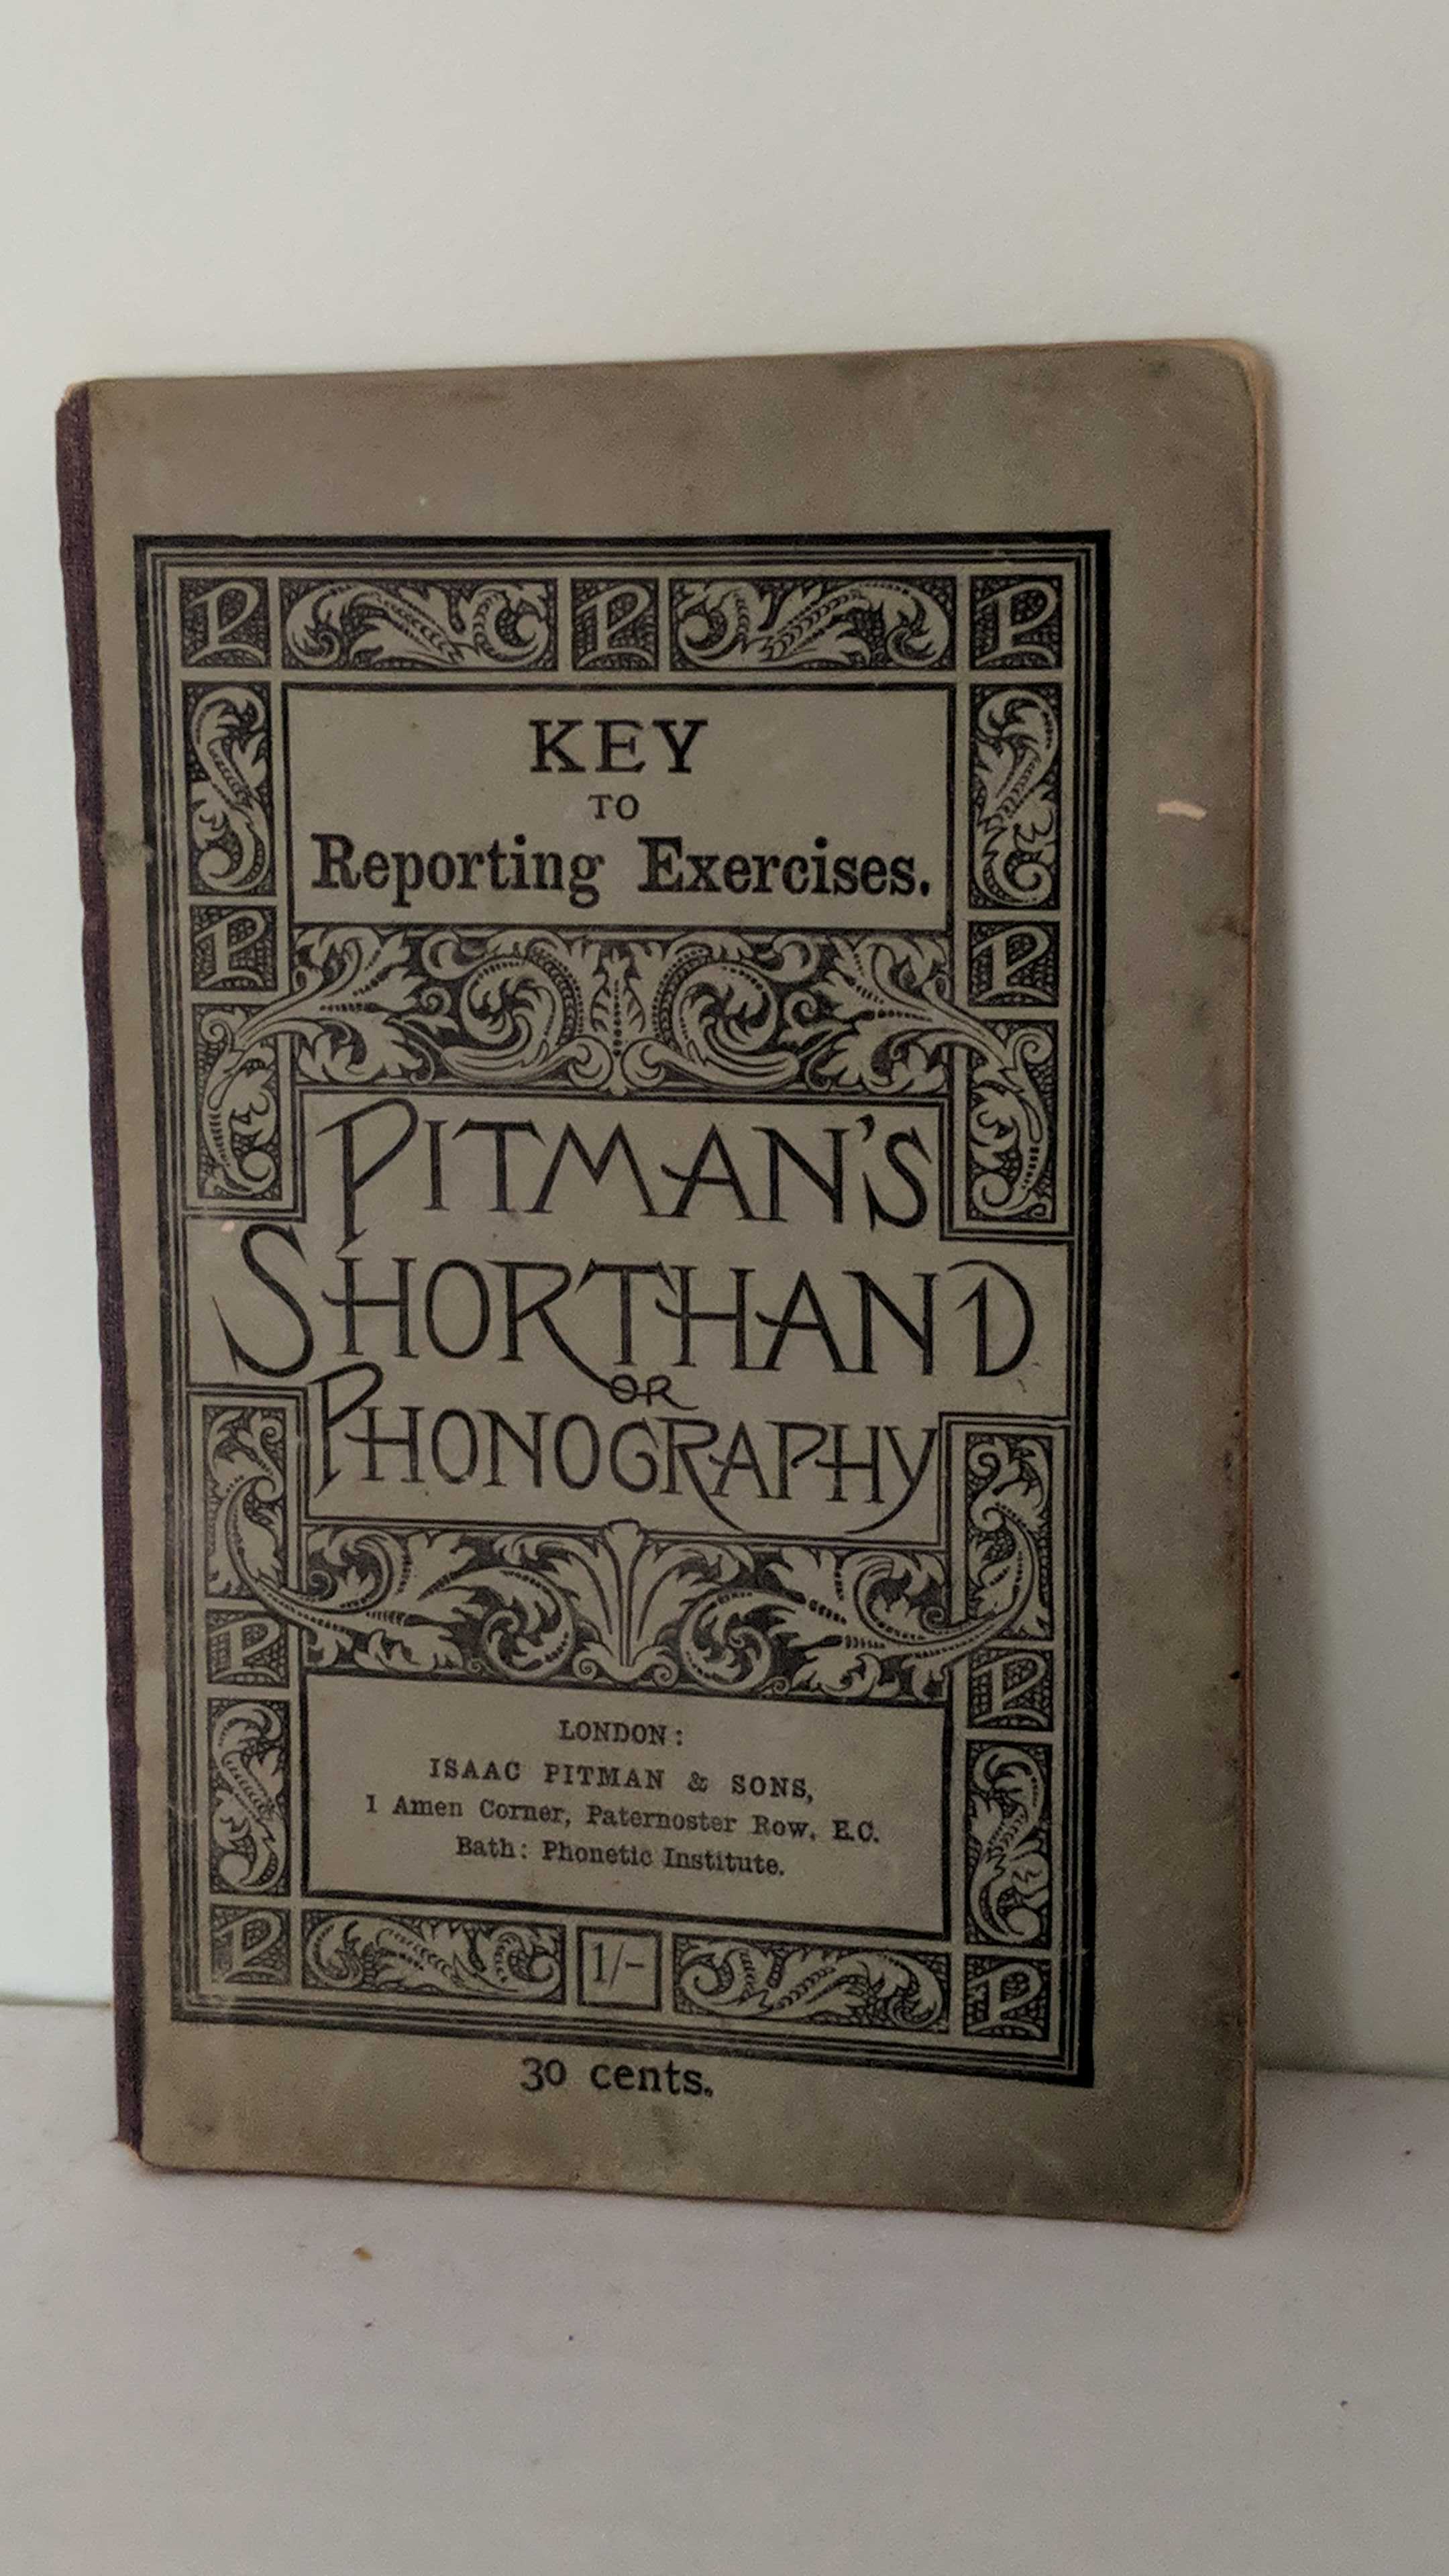 P P P
KEY
TO
Reporting Exercises.
P P
PITMAN'S
SHORTHAND
OR
PHONOGRAPHY
P P
LONDON:
ISAAC PITMAN & SONS,
1 Amen Corner, Paternoster Row, E.C.
Bath: Phonetic Institute.
P 1/- P
30 cents.